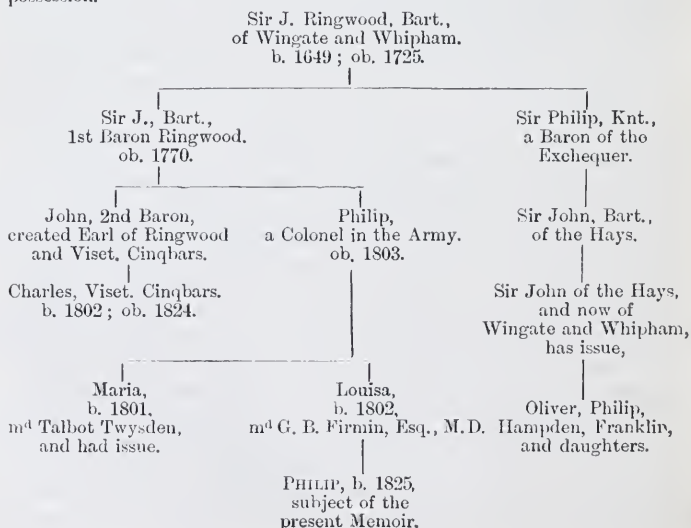 possession.
Sir J. Ringwood, Bart.,
of Wingate and Whipham.
b. 1649 ; ob. 1725.
Sir J., Bart.,
1st Baron Ringwood.
ob. 1770.
Sir Philip, Knt.,
a Baron of the
Exchequer.
John, 2nd Baron,
created Earl of Ringwood
and Visct. Cinqbars.
Philip,
a Colonel in the Army.
ob. 1803.
Sir John, Bart.,
of the Hays.
Charles, Visct. Cinqbars.
b. 1802 ; ob. 1824.
Sir John of the Hays,
and now of
Wingate and Whipham,
has issue,
Maria,
b. 1801,
md Talbot Twysden,
and had issue.
Louisa,
b. 1802,
md G. B. Firmin, Esq., M.D.
Oliver, Philip,
Hampden, Franklin,
and daughters.
PHILIP, b. 1825,
subject of the
present Memoir.